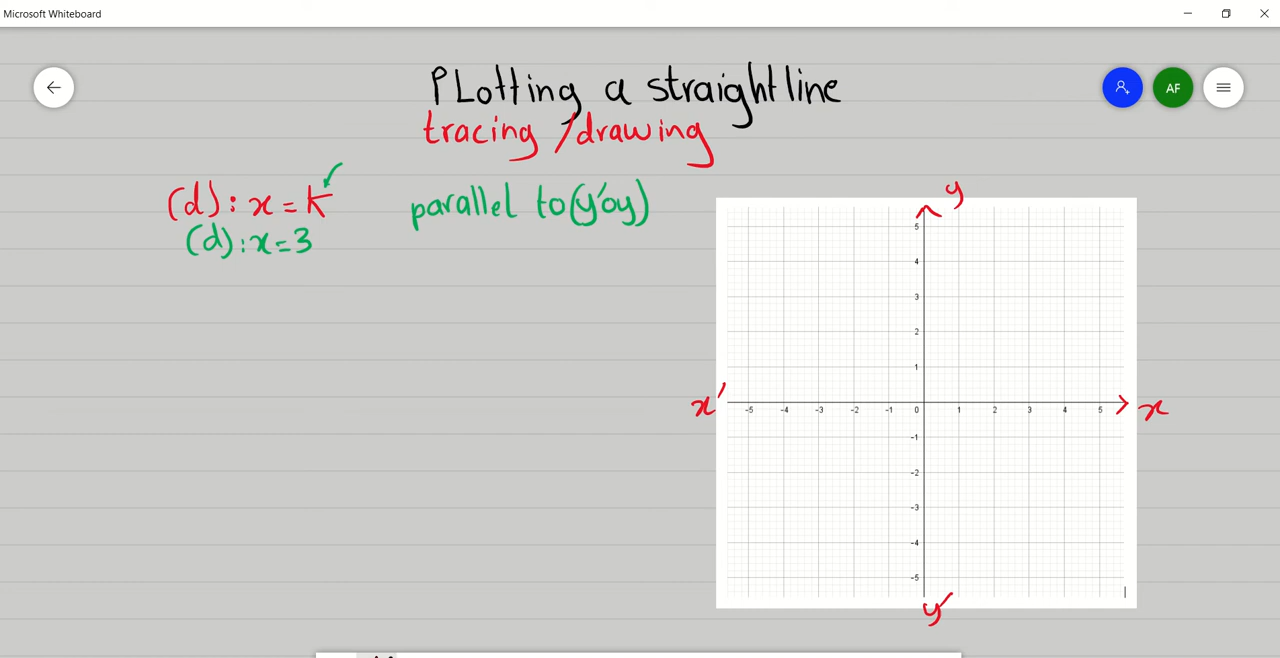 Microsoft Whiteboard
AF
PLotting a straight line
tracing /drawing
(d): x = K
parallel to (y'oy)
(d): x = 3
y
5
4
3
2
1
x'
-5 -4 -3 -2 -1 0 1 2 3 4 5
x
-1
-2
-3
-4
-5
y'